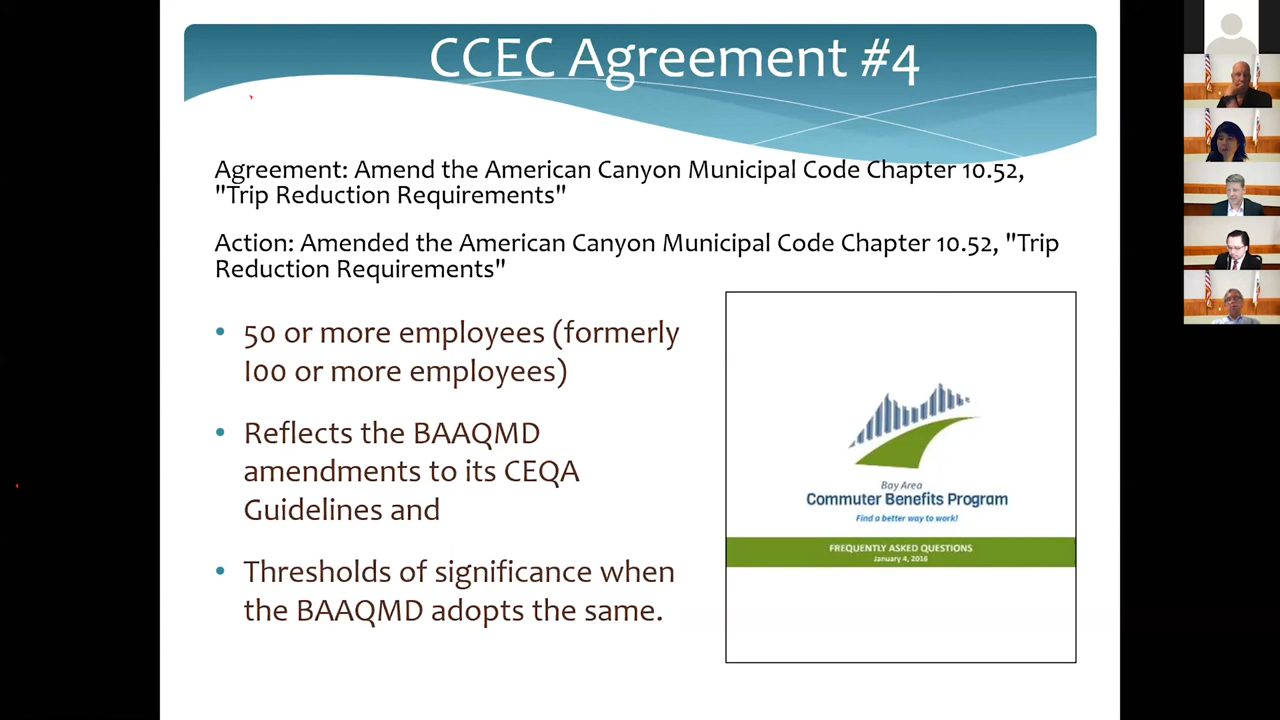 CCEC Agreement #4
Agreement: Amend the American Canyon Municipal Code Chapter 10.52,
"Trip Reduction Requirements"
Action: Amended the American Canyon Municipal Code Chapter 10.52, "Trip
Reduction Requirements"
• 50 or more employees (formerly
100 or more employees)
• Reflects the BAAQMD
amendments to its CEQA
Guidelines and
• Thresholds of significance when
the BAAQMD adopts the same.
Bay Area
Commuter Benefits Program
Find a better way to work!
FREQUENTLY ASKED QUESTIONS
January 4, 2016